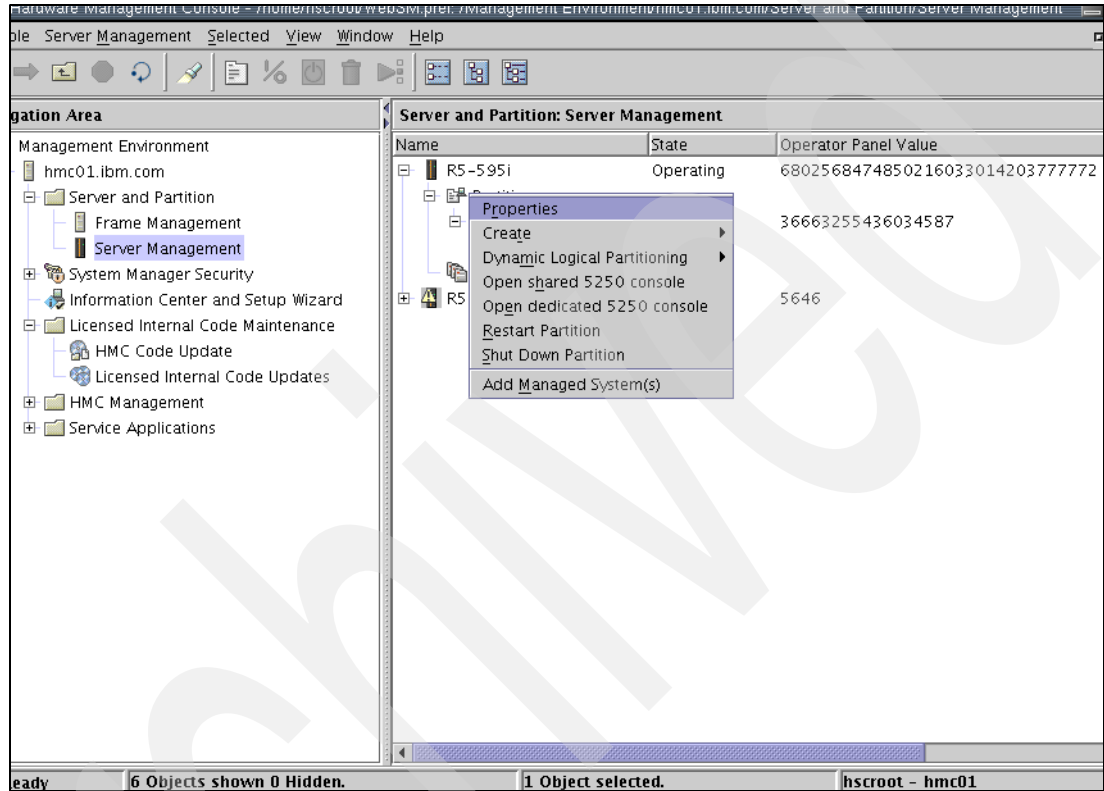 Hardware Management Console - /home/hscroot/WebSM.pref: /Management Environment/hmc01.ibm.com/Server and Partition/Server Management
ole Server Management Selected View Window Help
gation Area
Server and Partition: Server Management
Management Environment
hmc01.ibm.com
Server and Partition
Frame Management
Server Management
System Manager Security
Information Center and Setup Wizard
Licensed Internal Code Maintenance
HMC Code Update
Licensed Internal Code Updates
HMC Management
Service Applications
Name State Operator Panel Value
R5-595i Operating 6802568474850216033014203777772
36663255436034587
R5 5646
Properties
Create
Dynamic Logical Partitioning
Open shared 5250 console
Open dedicated 5250 console
Restart Partition
Shut Down Partition
Add Managed System(s)
eady 6 Objects shown 0 Hidden. 1 Object selected. hscroot - hmc01